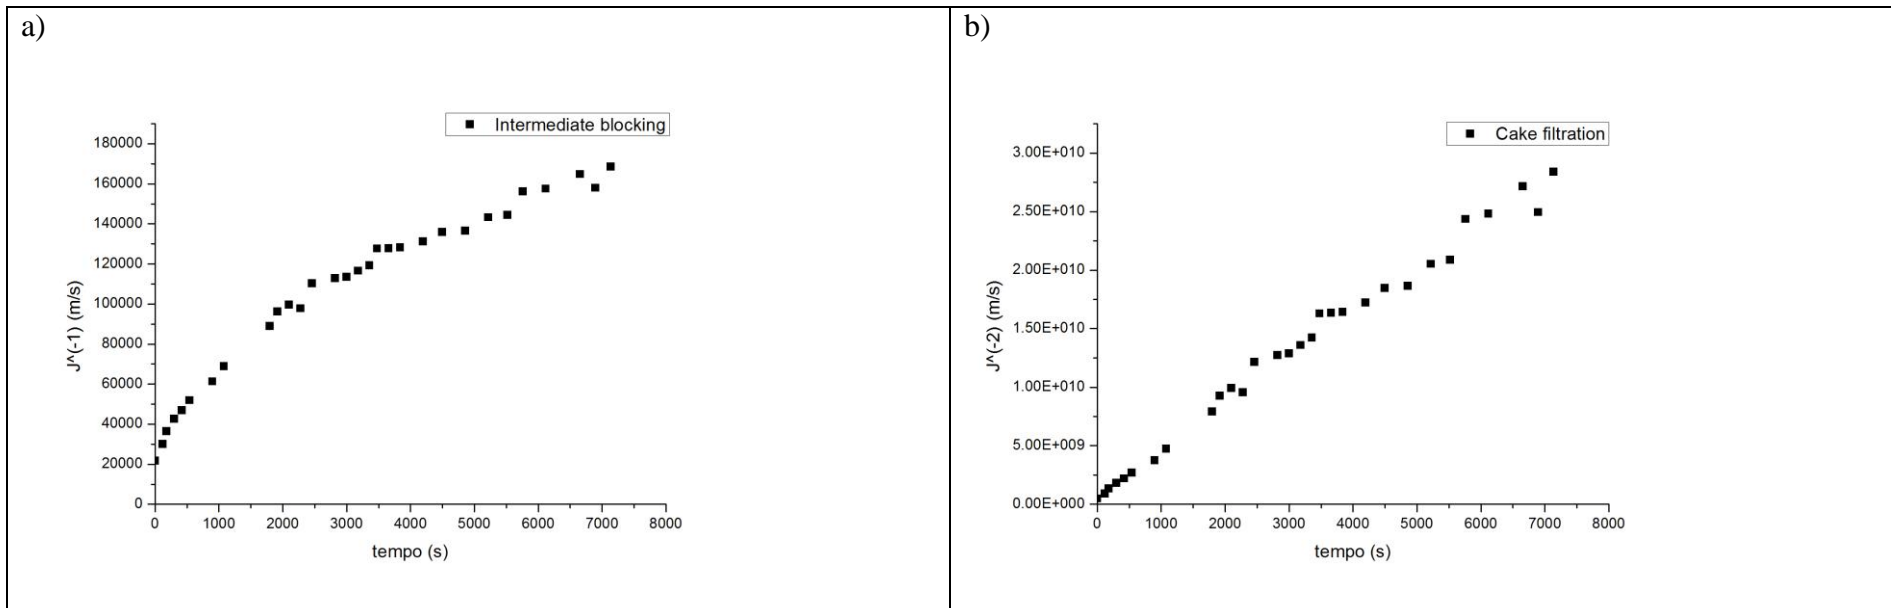 a)
Intermediate blocking
180000
160000
140000
120000
100000
80000
60000
40000
20000
0
J^(-1) (m/s)
0 1000 2000 3000 4000 5000 6000 7000 8000
tempo (s)
b)
Cake filtration
3.00E+010
2.50E+010
2.00E+010
1.50E+010
1.00E+010
5.00E+009
0.00E+000
J^(-2) (m/s)
0 1000 2000 3000 4000 5000 6000 7000 8000
tempo (s)